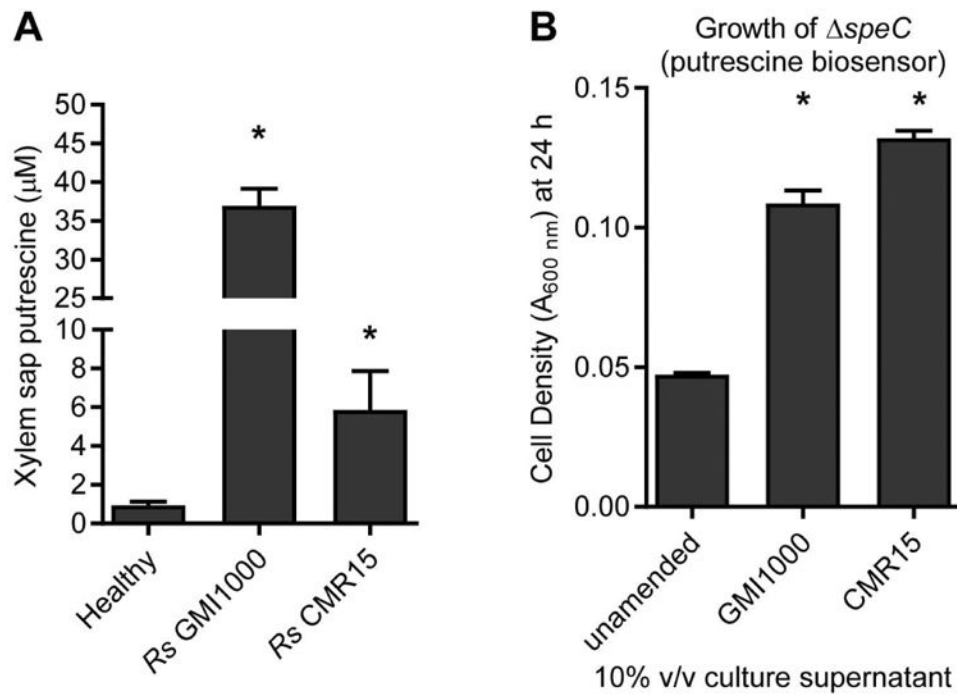 A
Xylem sap putrescine (μM)
50
45
40
35
30
25
10
8
6
4
2
0
*
*
Healthy
Rs GMI1000
Rs CMR15
B
Growth of ΔspeC
(putrescine biosensor)
Cell Density (A600 nm) at 24 h
0.15
0.10
0.05
0.00
*
*
unamended
GMI1000
CMR15
10% v/v culture supernatant